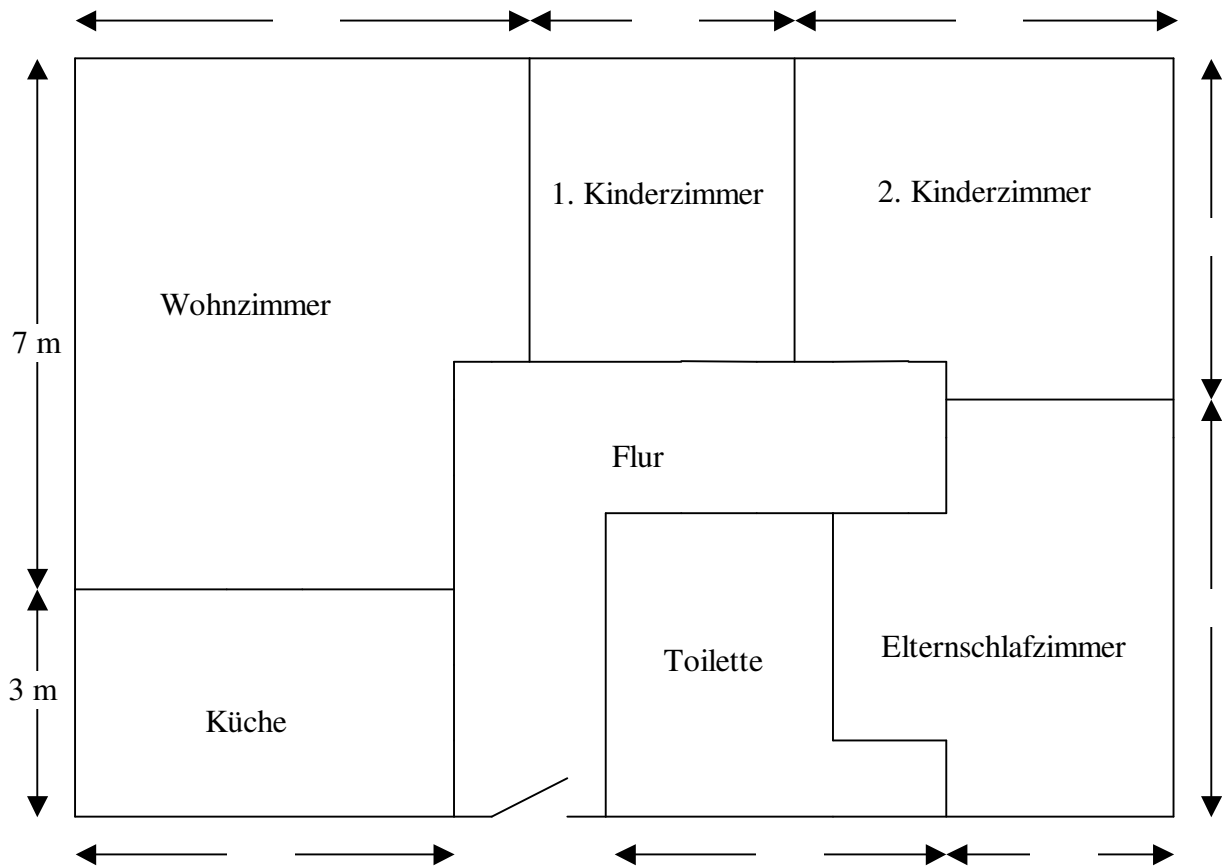 1. Kinderzimmer
2. Kinderzimmer
Wohnzimmer
7 m
Flur
Elternschlafzimmer
Toilette
3 m
Küche